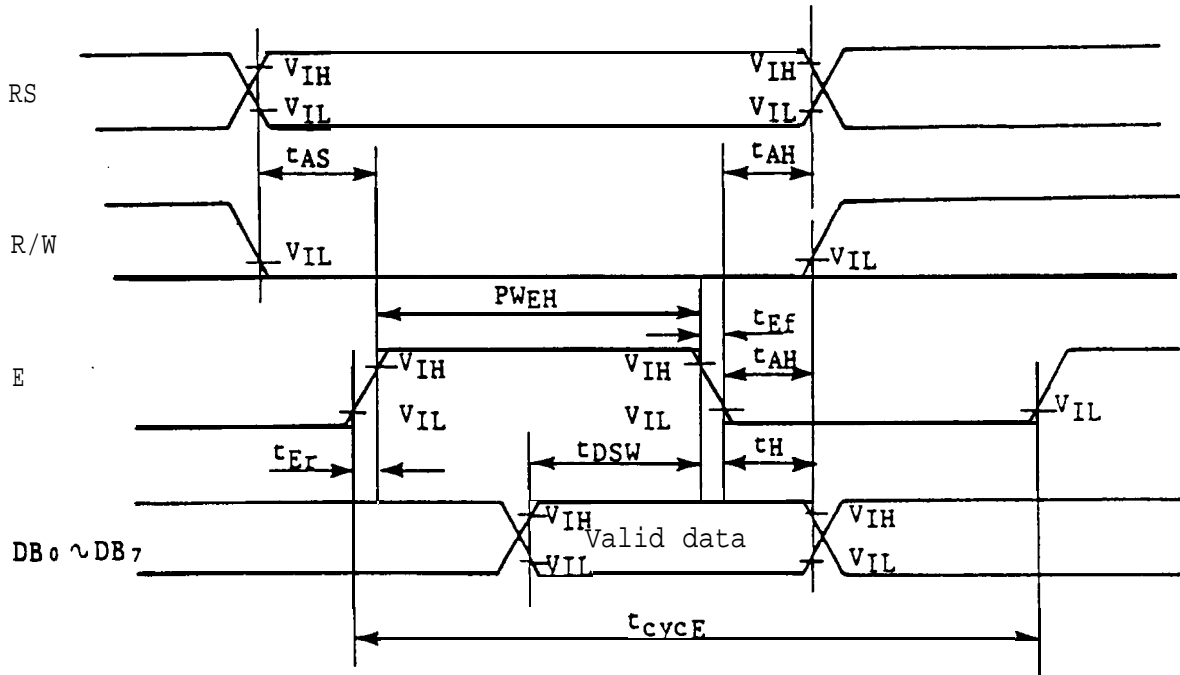 RS
VIH VIH
VIL VIL
tAS tAH
R/W
VIL VIL
PWEH
tEf
tAH
E
VIH VIH
VIL VIL VIL
tEr tDSW tH
DB0 ~ DB7
VIH Valid data VIH
VIL VIL
tcycE